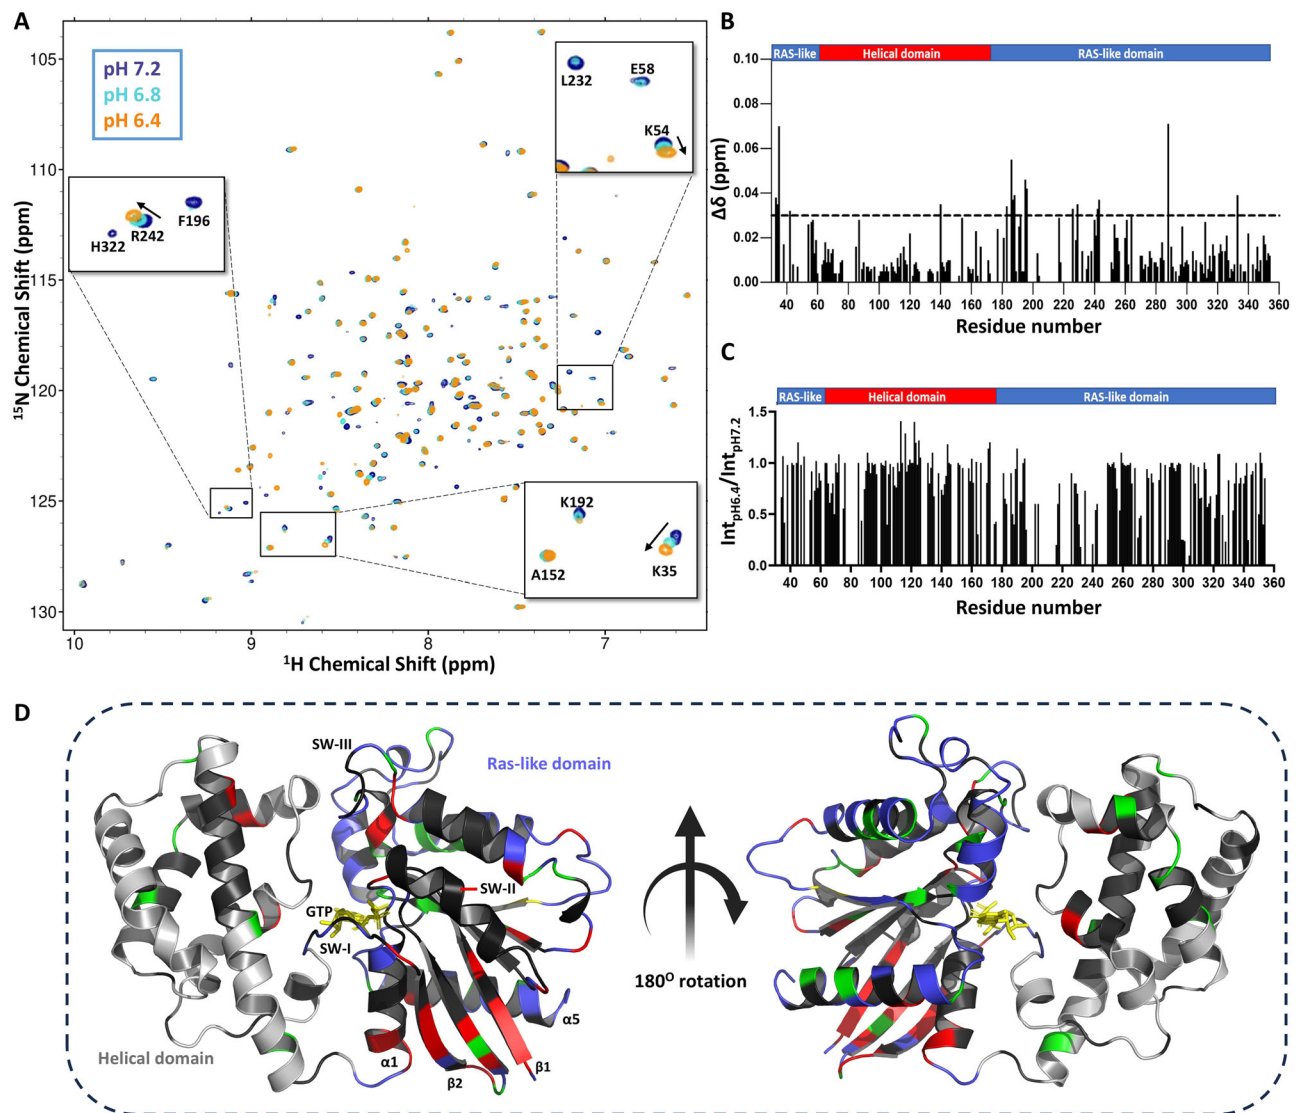 A
pH 7.2
pH 6.8
pH 6.4
L232
E58
K54
F196
R242
H322
K192
A152
K35
105
110
115
120
125
130
10
9
8
7
15N Chemical Shift (ppm)
1H Chemical Shift (ppm)
B
RAS-like
Helical domain
RAS-like domain
0.10
0.08
0.06
0.04
0.02
0.00
Δδ (ppm)
40 60 80 100 120 140 160 180 200 220 240 260 280 300 320 340 360
Residue number
C
RAS-like
Helical domain
RAS-like domain
1.5
1.0
0.5
0.0
IntpH6.4/IntpH7.2
40 60 80 100 120 140 160 180 200 220 240 260 280 300 320 340 360
Residue number
D
SW-III
Ras-like domain
SW-II
GTP
SW-I
180O rotation
α5
Helical domain
α1
β2
β1